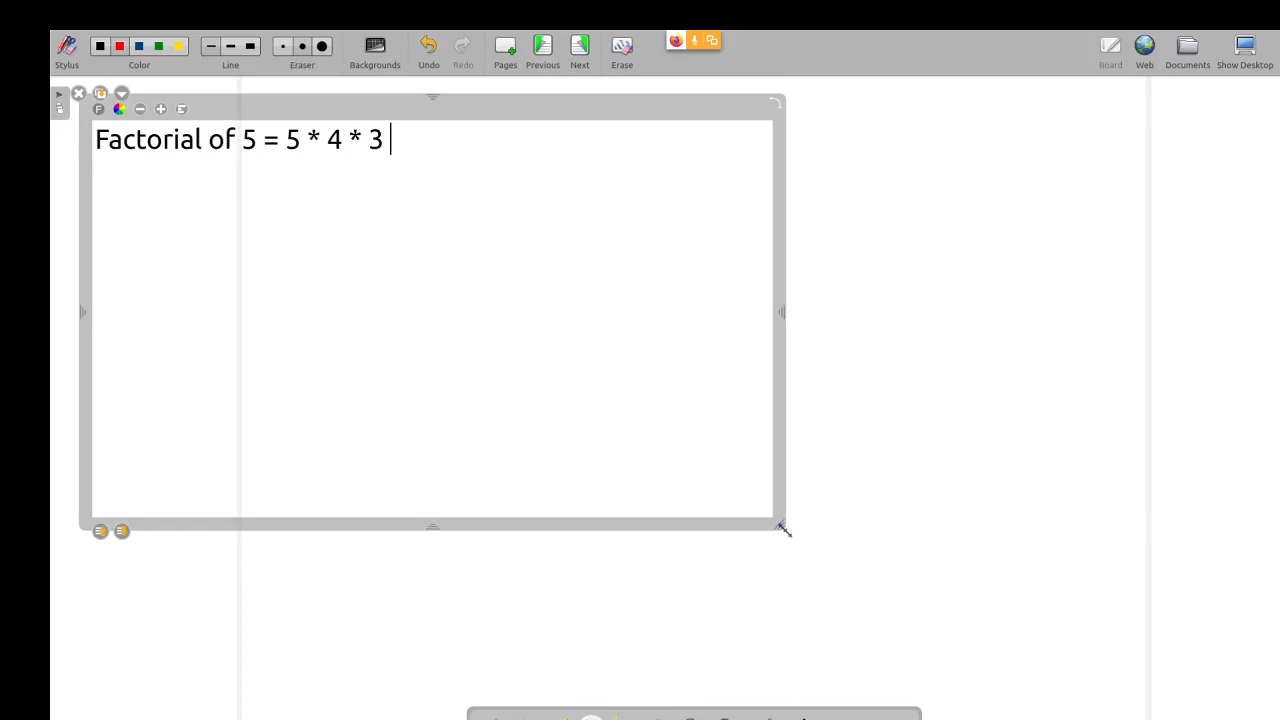 Stylus Color Line Eraser Backgrounds Undo Redo Pages Previous Next Erase Board Web Documents Show Desktop
F
Factorial of 5 = 5 * 4 * 3